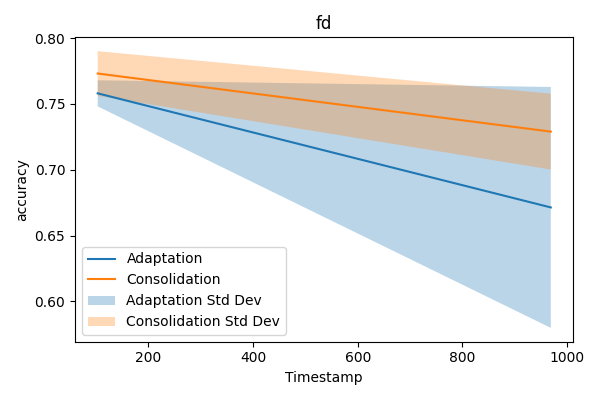 fd
0.80
0.75
0.70
0.65
0.60
accuracy
Adaptation
Consolidation
Adaptation Std Dev
Consolidation Std Dev
200
400
600
800
1000
Timestamp